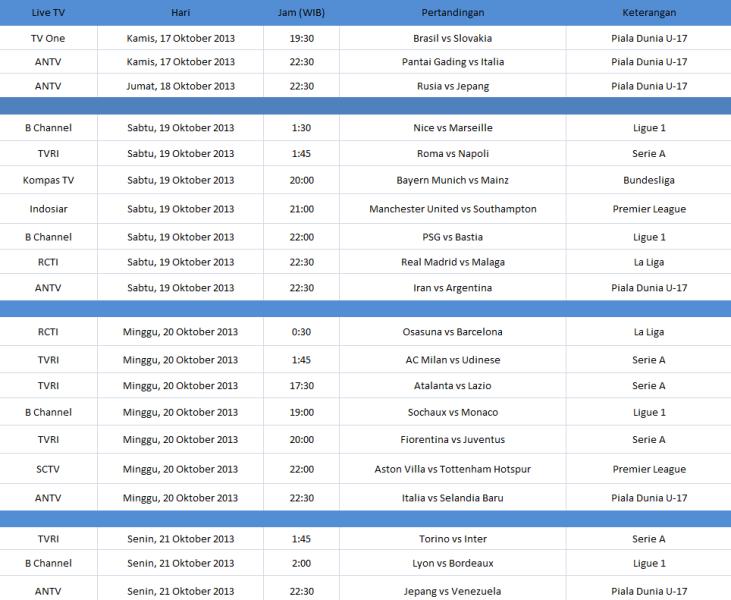 Live TV Hari Jam (WIB) Pertandingan Keterangan
TV One Kamis, 17 Oktober 2013 19:30 Brasil vs Slovakia Piala Dunia U-17
ANTV Kamis, 17 Oktober 2013 22:30 Pantai Gading vs Italia Piala Dunia U-17
ANTV Jumat, 18 Oktober 2013 22:30 Rusia vs Jepang Piala Dunia U-17
B Channel Sabtu, 19 Oktober 2013 1:30 Nice vs Marseille Ligue 1
TVRI Sabtu, 19 Oktober 2013 1:45 Roma vs Napoli Serie A
Kompas TV Sabtu, 19 Oktober 2013 20:00 Bayern Munich vs Mainz Bundesliga
Indosiar Sabtu, 19 Oktober 2013 21:00 Manchester United vs Southampton Premier League
B Channel Sabtu, 19 Oktober 2013 22:00 PSG vs Bastia Ligue 1
RCTI Sabtu, 19 Oktober 2013 22:30 Real Madrid vs Malaga La Liga
ANTV Sabtu, 19 Oktober 2013 22:30 Iran vs Argentina Piala Dunia U-17
RCTI Minggu, 20 Oktober 2013 0:30 Osasuna vs Barcelona La Liga
TVRI Minggu, 20 Oktober 2013 1:45 AC Milan vs Udinese Serie A
TVRI Minggu, 20 Oktober 2013 17:30 Atalanta vs Lazio Serie A
B Channel Minggu, 20 Oktober 2013 19:00 Sochaux vs Monaco Ligue 1
TVRI Minggu, 20 Oktober 2013 20:00 Fiorentina vs Juventus Serie A
SCTV Minggu, 20 Oktober 2013 22:00 Aston Villa vs Tottenham Hotspur Premier League
ANTV Minggu, 20 Oktober 2013 22:30 Italia vs Selandia Baru Piala Dunia U-17
TVRI Senin, 21 Oktober 2013 1:45 Torino vs Inter Serie A
B Channel Senin, 21 Oktober 2013 2:00 Lyon vs Bordeaux Ligue 1
ANTV Senin, 21 Oktober 2013 22:30 Jepang vs Venezuela Piala Dunia U-17